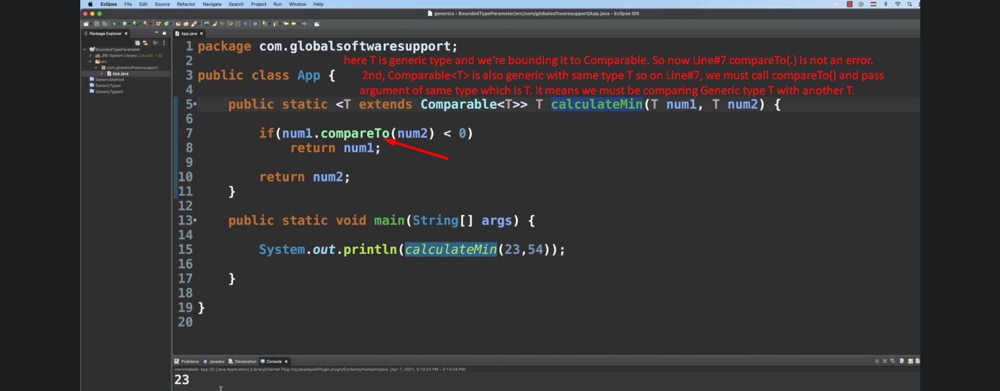 Eclipse File Edit Source Refactor Navigate Search Project Run Window Help
generics - BoundedTypeParameter/src/com/globalsoftwaresupport/App.java - Eclipse IDE
Package Explorer
App.java
BoundedTypeParameter
JRE System Library [JavaSE-1.8]
src
com.globalsoftwaresupport
App.java
GenericMethod
GenericTypes
GenericTypesII
1 package com.globalsoftwaresupport;
here T is generic type and we're bounding it to Comparable. So now Line#7 compareTo(.) is not an error.
2
3 public class App {
2nd, Comparable<T> is also generic with same type T so on Line#7, we must call compareTo() and pass
4
argument of same type which is T. It means we must be comparing Generic type T with another T.
5 public static <T extends Comparable<T>> T calculateMin(T num1, T num2) {
6
7 if(num1.compareTo(num2) < 0)
8 return num1;
9
10 return num2;
11 }
12
13 public static void main(String[] args) {
14
15 System.out.println(calculateMin(23,54));
16
17 }
18
19 }
20
Problems Javadoc Declaration Console
<terminated> App (3) [Java Application] /Library/Internet Plug-Ins/JavaAppletPlugin.plugin/Contents/Home/bin/java (Apr 7, 2021, 5:13:23 PM – 5:13:24 PM)
23